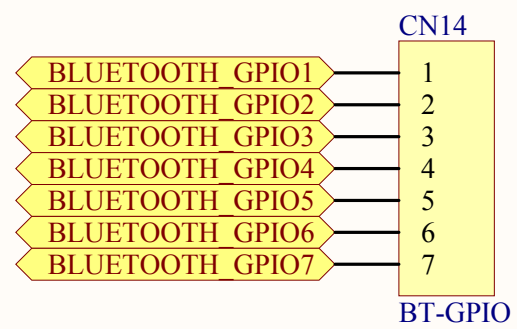 CN14
BLUETOOTH_GPIO1 1
BLUETOOTH_GPIO2 2
BLUETOOTH_GPIO3 3
BLUETOOTH_GPIO4 4
BLUETOOTH_GPIO5 5
BLUETOOTH_GPIO6 6
BLUETOOTH_GPIO7 7
BT-GPIO